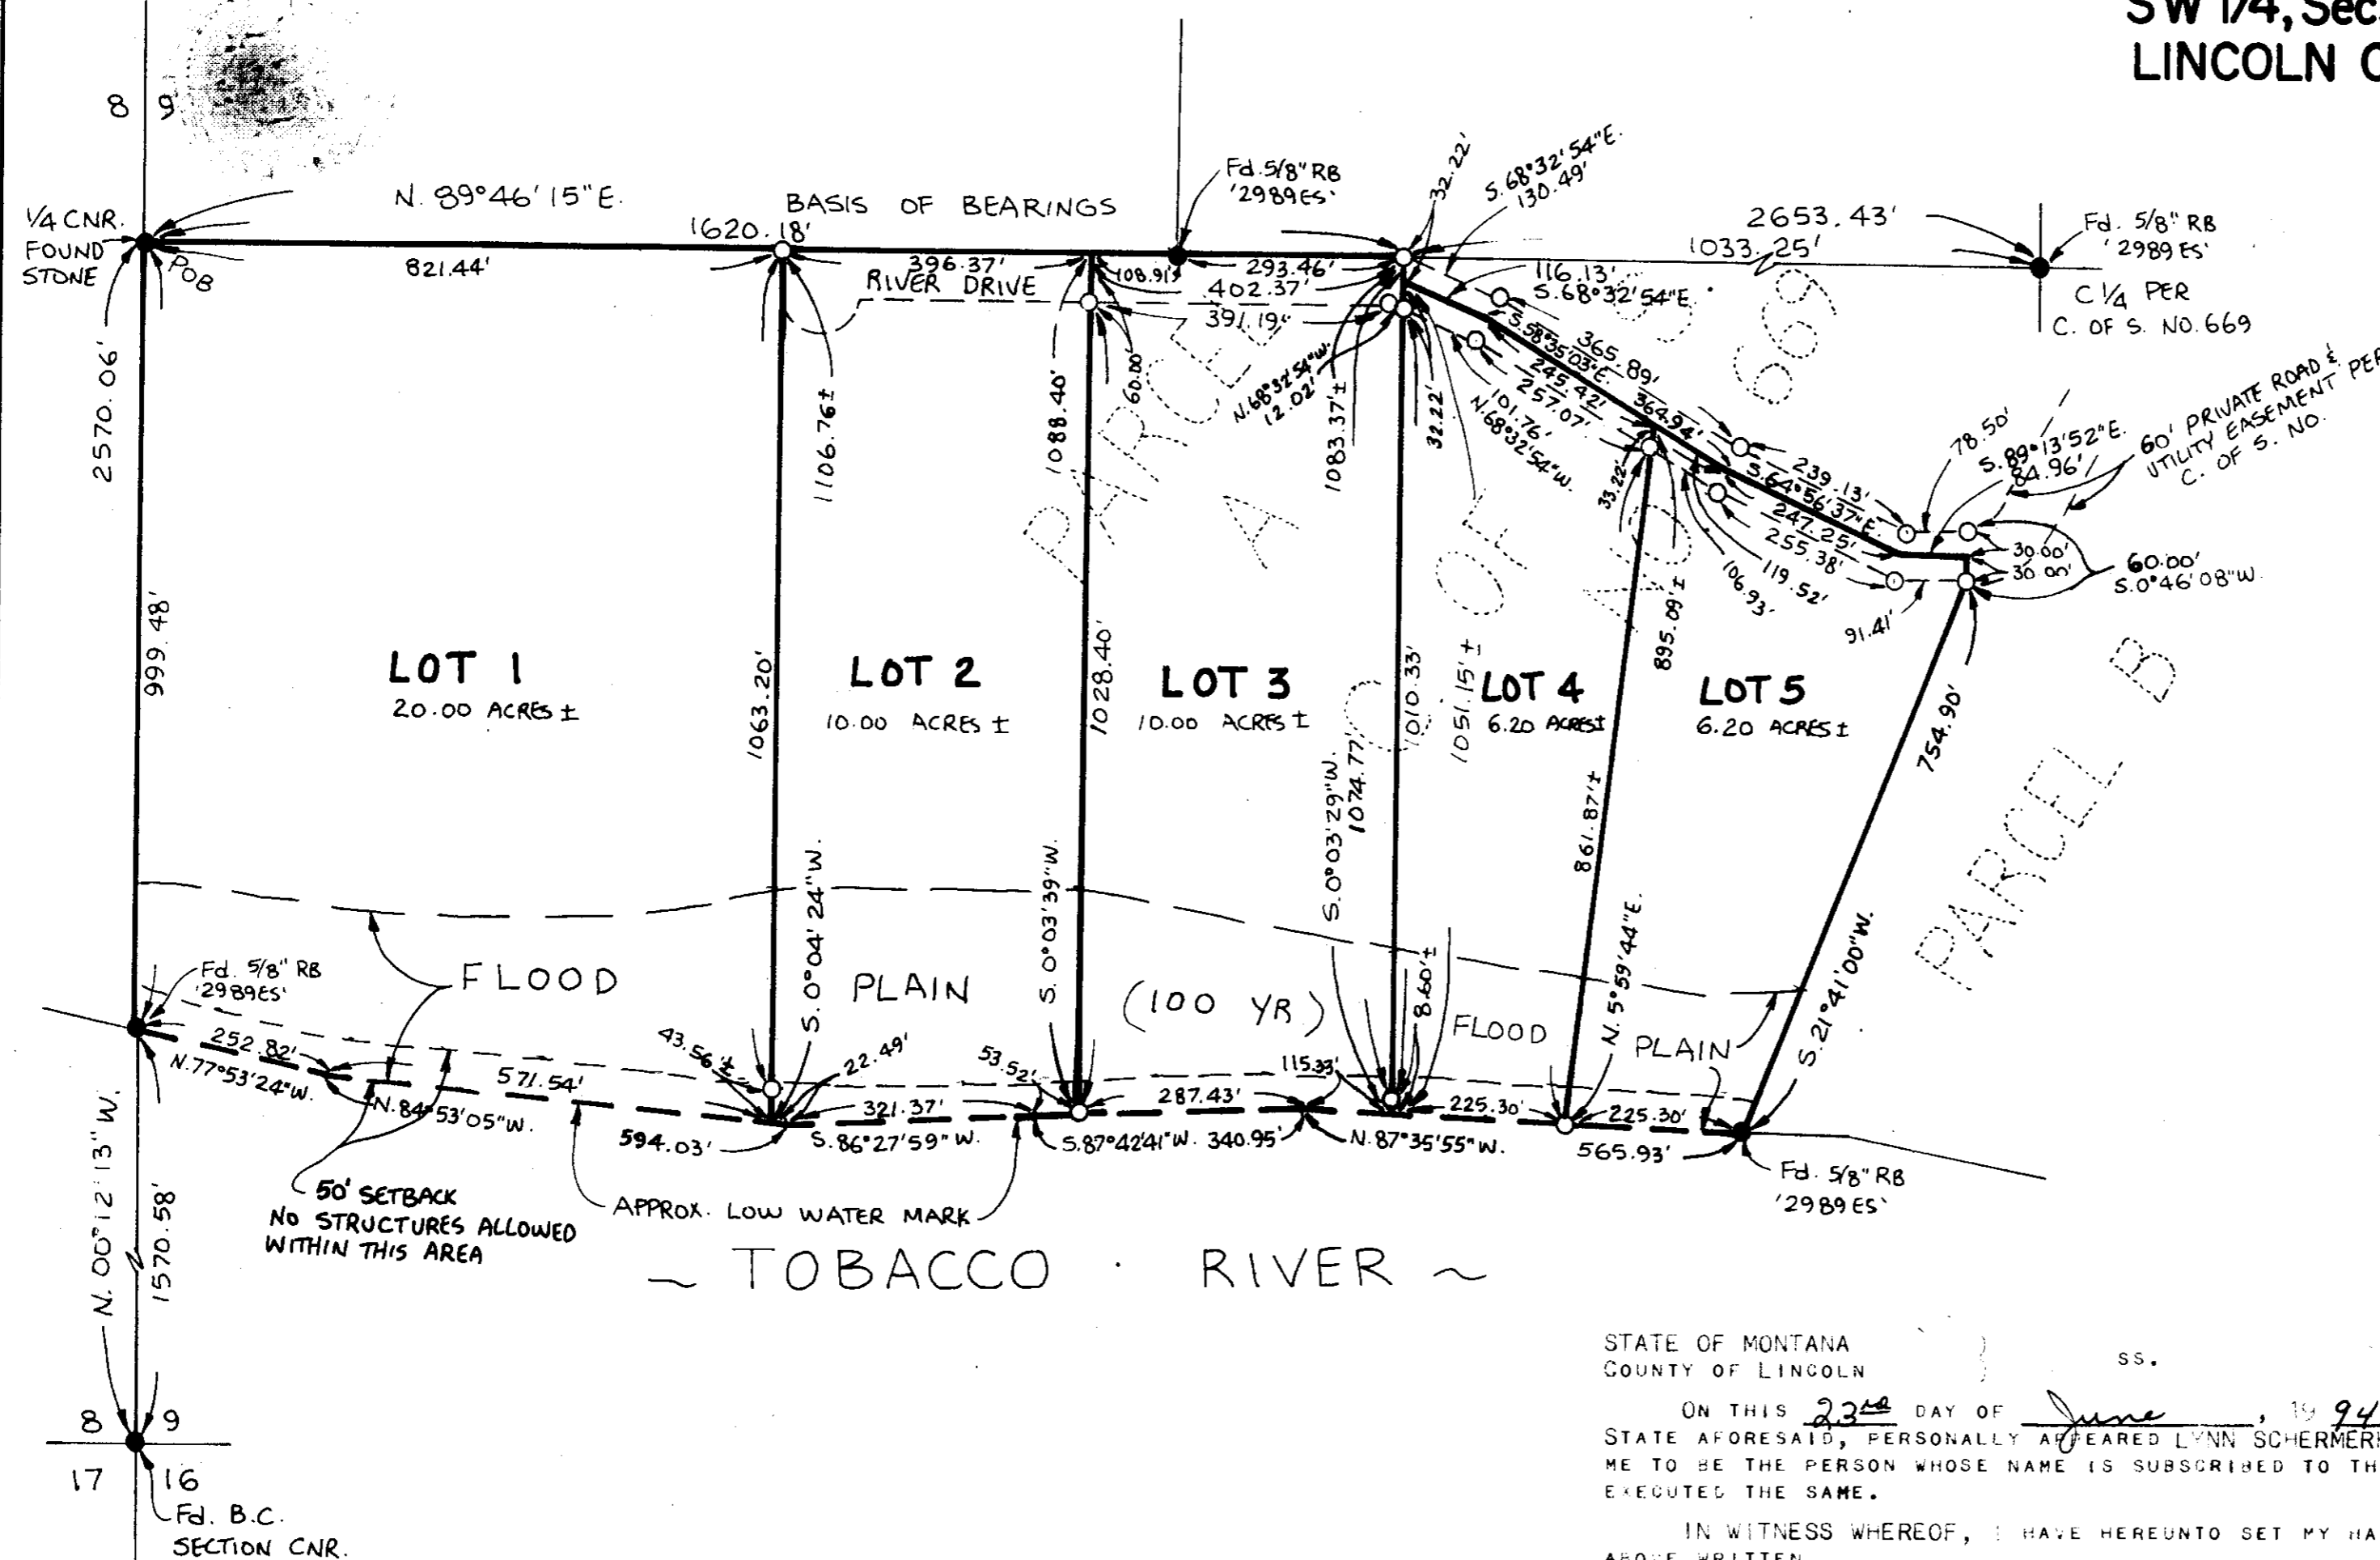 SW 1/4, Sec.
LINCOLN C
8 9
1/4 CNR.
FOUND
STONE
POB
N. 89°46'15"E.
BASIS OF BEARINGS
1620.18'
821.44'
396.37'
RIVER DRIVE
108.91'
293.46'
402.37'
391.19'
Fd. 5/8" RB
'2989ES'
32.22'
S.68°32'54"E.
130.49'
2653.43'
1033.25'
Fd. 5/8" RB
'2989 ES'
C 1/4 PER
C. OF S. NO. 669
116.13'
S.68°32'54"E.
S.58°35'03"E.
365.89'
245.42'
257.07'
364.94'
101.76'
N.68°32'54"W.
N.68°32'54"W.
12.02'
32.22'
33.22'
239.13'
S.64°56'37"E.
247.25'
255.38'
119.52'
106.93'
78.50'
S.89°13'52"E.
84.96'
60' PRIVATE ROAD &
UTILITY EASEMENT PER
C. OF S. NO.
30.00'
30.00'
60.00'
S.0°46'08"W.
91.41'
2570.06'
999.48'
1106.76±
1063.20'
1088.40'
60.00'
1028.40'
1083.37'±
1074.77'
S.0°03'29"W.
1010.33'
1051.15'±
895.09'±
861.87'±
754.90'
PARCEL
A
C. OF S.
NO. 669
PARCEL B
LOT 1
20.00 ACRES ±
LOT 2
10.00 ACRES ±
LOT 3
10.00 ACRES ±
LOT 4
6.20 ACRES±
LOT 5
6.20 ACRES ±
S.0°04'24"W.
S.0°03'39"W.
N.5°59'44"E.
S.21°41'00"W.
Fd. 5/8" RB
'2989ES'
FLOOD PLAIN (100 YR.)
FLOOD PLAIN
252.82'
N.77°53'24"W.
571.54'
N.84°53'05"W.
594.03'
43.56'±
22.49'
321.37'
S.86°27'59"W.
53.52'
287.43'
S.87°42'41"W. 340.95'
115.33'
8.60'±
225.30'
N.87°35'55"W.
225.30'
565.93'
Fd. 5/8" RB
'2989 ES'
50' SETBACK
NO STRUCTURES ALLOWED
WITHIN THIS AREA
APPROX. LOW WATER MARK
~ TOBACCO · RIVER ~
N. 00°12'13" W.
1570.58'
8 9
17 16
Fd. B.C.
SECTION CNR.
STATE OF MONTANA
COUNTY OF LINCOLN } SS.
ON THIS 23rd DAY OF June, 1994
STATE AFORESAID, PERSONALLY APPEARED LYNN SCHERMER
ME TO BE THE PERSON WHOSE NAME IS SUBSCRIBED TO TH
EXECUTED THE SAME.
IN WITNESS WHEREOF, I HAVE HEREUNTO SET MY HA
ABOVE WRITTEN